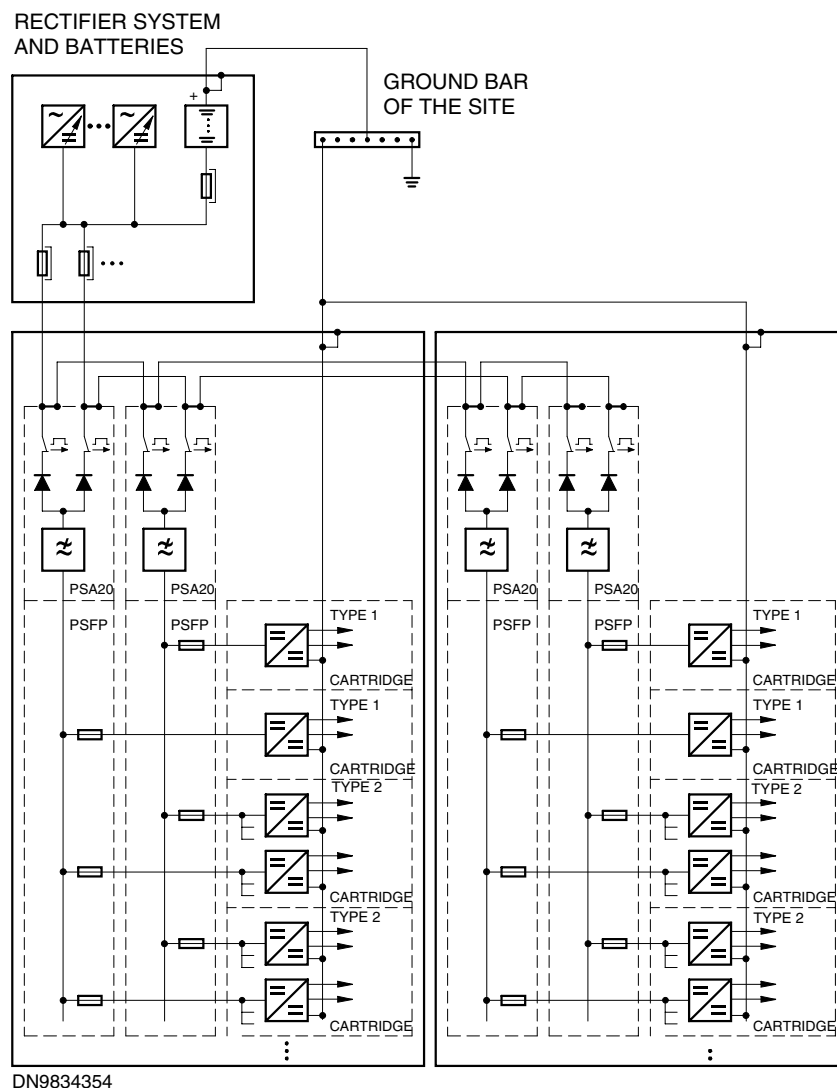 RECTIFIER SYSTEM
AND BATTERIES
GROUND BAR
OF THE SITE
+
PSA20
PSA20
PSFP
PSFP
TYPE 1
CARTRIDGE
TYPE 1
CARTRIDGE
TYPE 2
CARTRIDGE
TYPE 2
CARTRIDGE
PSA20
PSA20
PSFP
PSFP
TYPE 1
CARTRIDGE
TYPE 1
CARTRIDGE
TYPE 2
CARTRIDGE
TYPE 2
CARTRIDGE
DN9834354